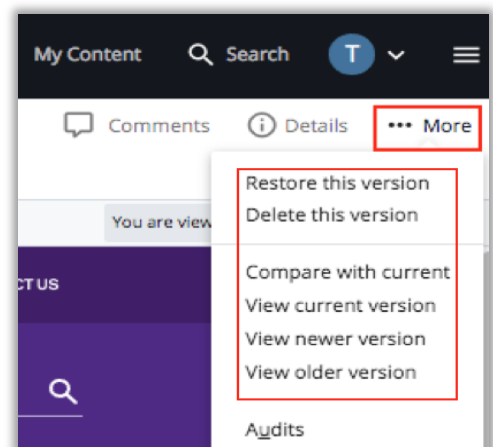 My Content Search T
Comments Details ••• More
Restore this version
Delete this version
You are view
Compare with current
CT US
View current version
View newer version
View older version
Audits